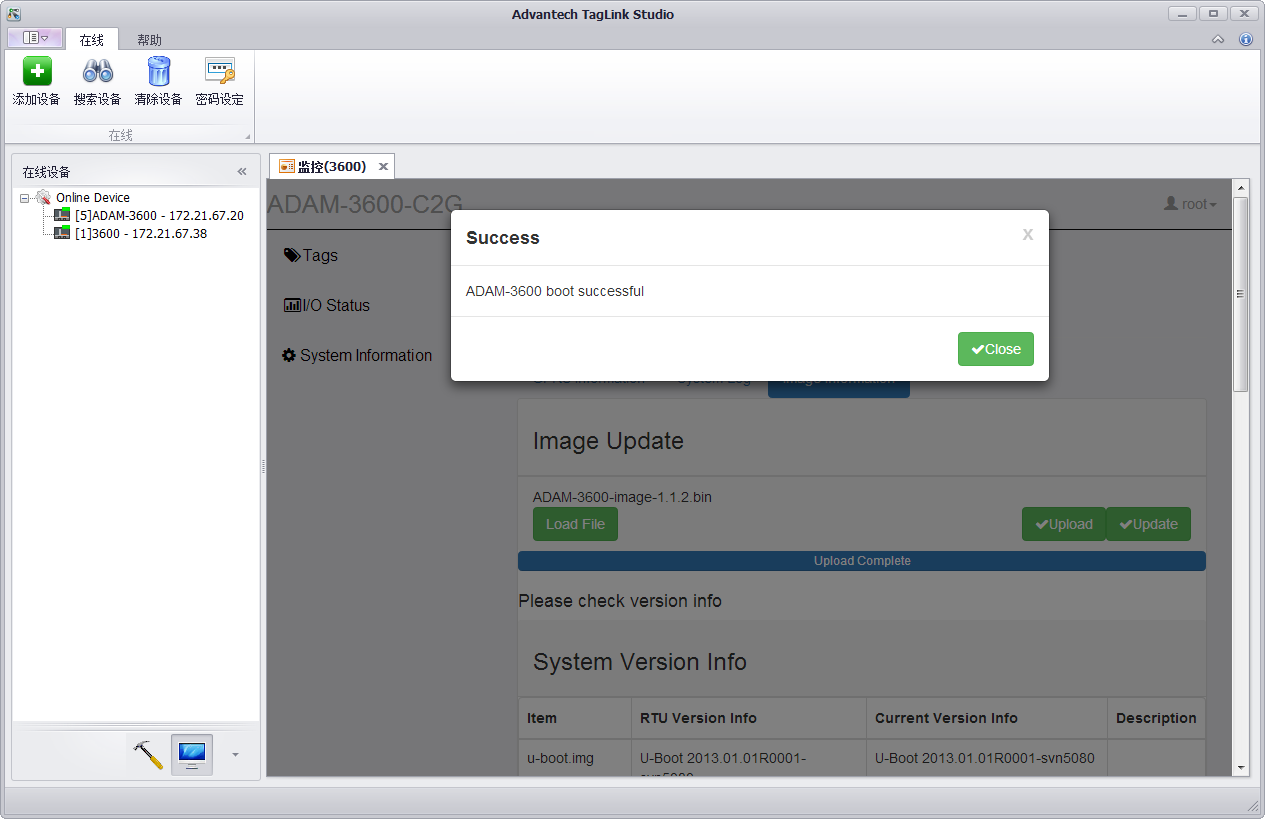 Advantech TagLink Studio
在线
帮助
添加设备
搜索设备
清除设备
密码设定
在线
在线设备
Online Device
[5]ADAM-3600 - 172.21.67.20
[1]3600 - 172.21.67.38
监控(3600)
ADAM-3600-C2G
root
Tags
I/O Status
System Information
Success
X
ADAM-3600 boot successful
Close
Image Update
ADAM-3600-image-1.1.2.bin
Load File
Upload
Update
Upload Complete
Please check version info
System Version Info
Item
RTU Version Info
Current Version Info
Description
u-boot.img
U-Boot 2013.01.01R0001-
U-Boot 2013.01.01R0001-svn5080